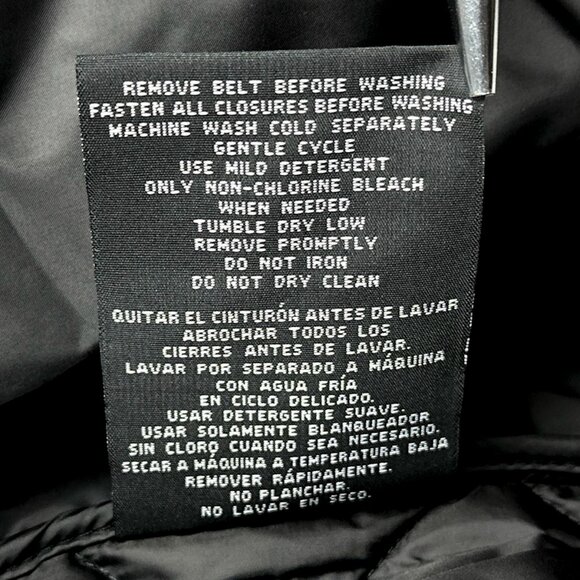 REMOVE BELT BEFORE WASHING
FASTEN ALL CLOSURES BEFORE WASHING
MACHINE WASH COLD SEPARATELY
GENTLE CYCLE
USE MILD DETERGENT
ONLY NON-CHLORINE BLEACH
WHEN NEEDED
TUMBLE DRY LOW
REMOVE PROMPTLY
DO NOT IRON
DO NOT DRY CLEAN
QUITAR EL CINTURÓN ANTES DE LAVAR
ABROCHAR TODOS LOS
CIERRES ANTES DE LAVAR.
LAVAR POR SEPARADO A MÁQUINA
CON AGUA FRÍA
EN CICLO DELICADO.
USAR DETERGENTE SUAVE.
USAR SOLAMENTE BLANQUEADOR
SIN CLORO CUANDO SEA NECESARIO.
SECAR A MÁQUINA A TEMPERATURA BAJA
REMOVER RÁPIDAMENTE.
NO PLANCHAR.
NO LAVAR EN SECO.